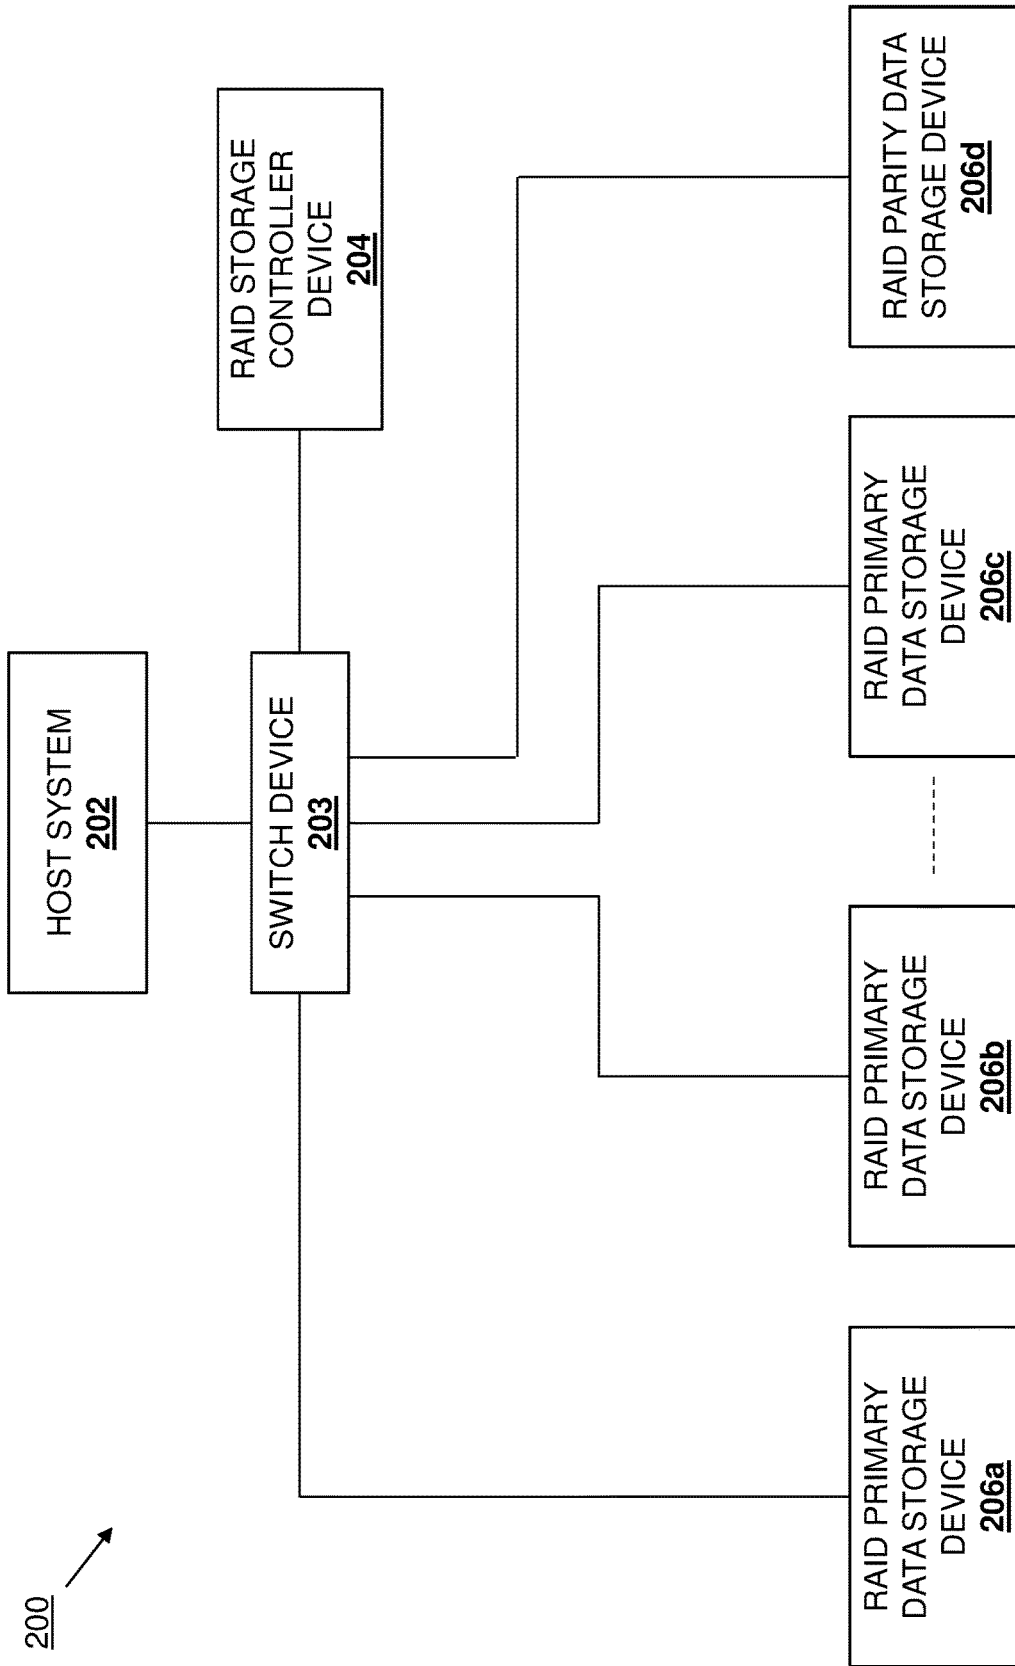 200
HOST SYSTEM
202
SWITCH DEVICE
203
RAID STORAGE
CONTROLLER
DEVICE
204
RAID PRIMARY
DATA STORAGE
DEVICE
206a
RAID PRIMARY
DATA STORAGE
DEVICE
206b
RAID PRIMARY
DATA STORAGE
DEVICE
206c
RAID PARITY DATA
STORAGE DEVICE
206d